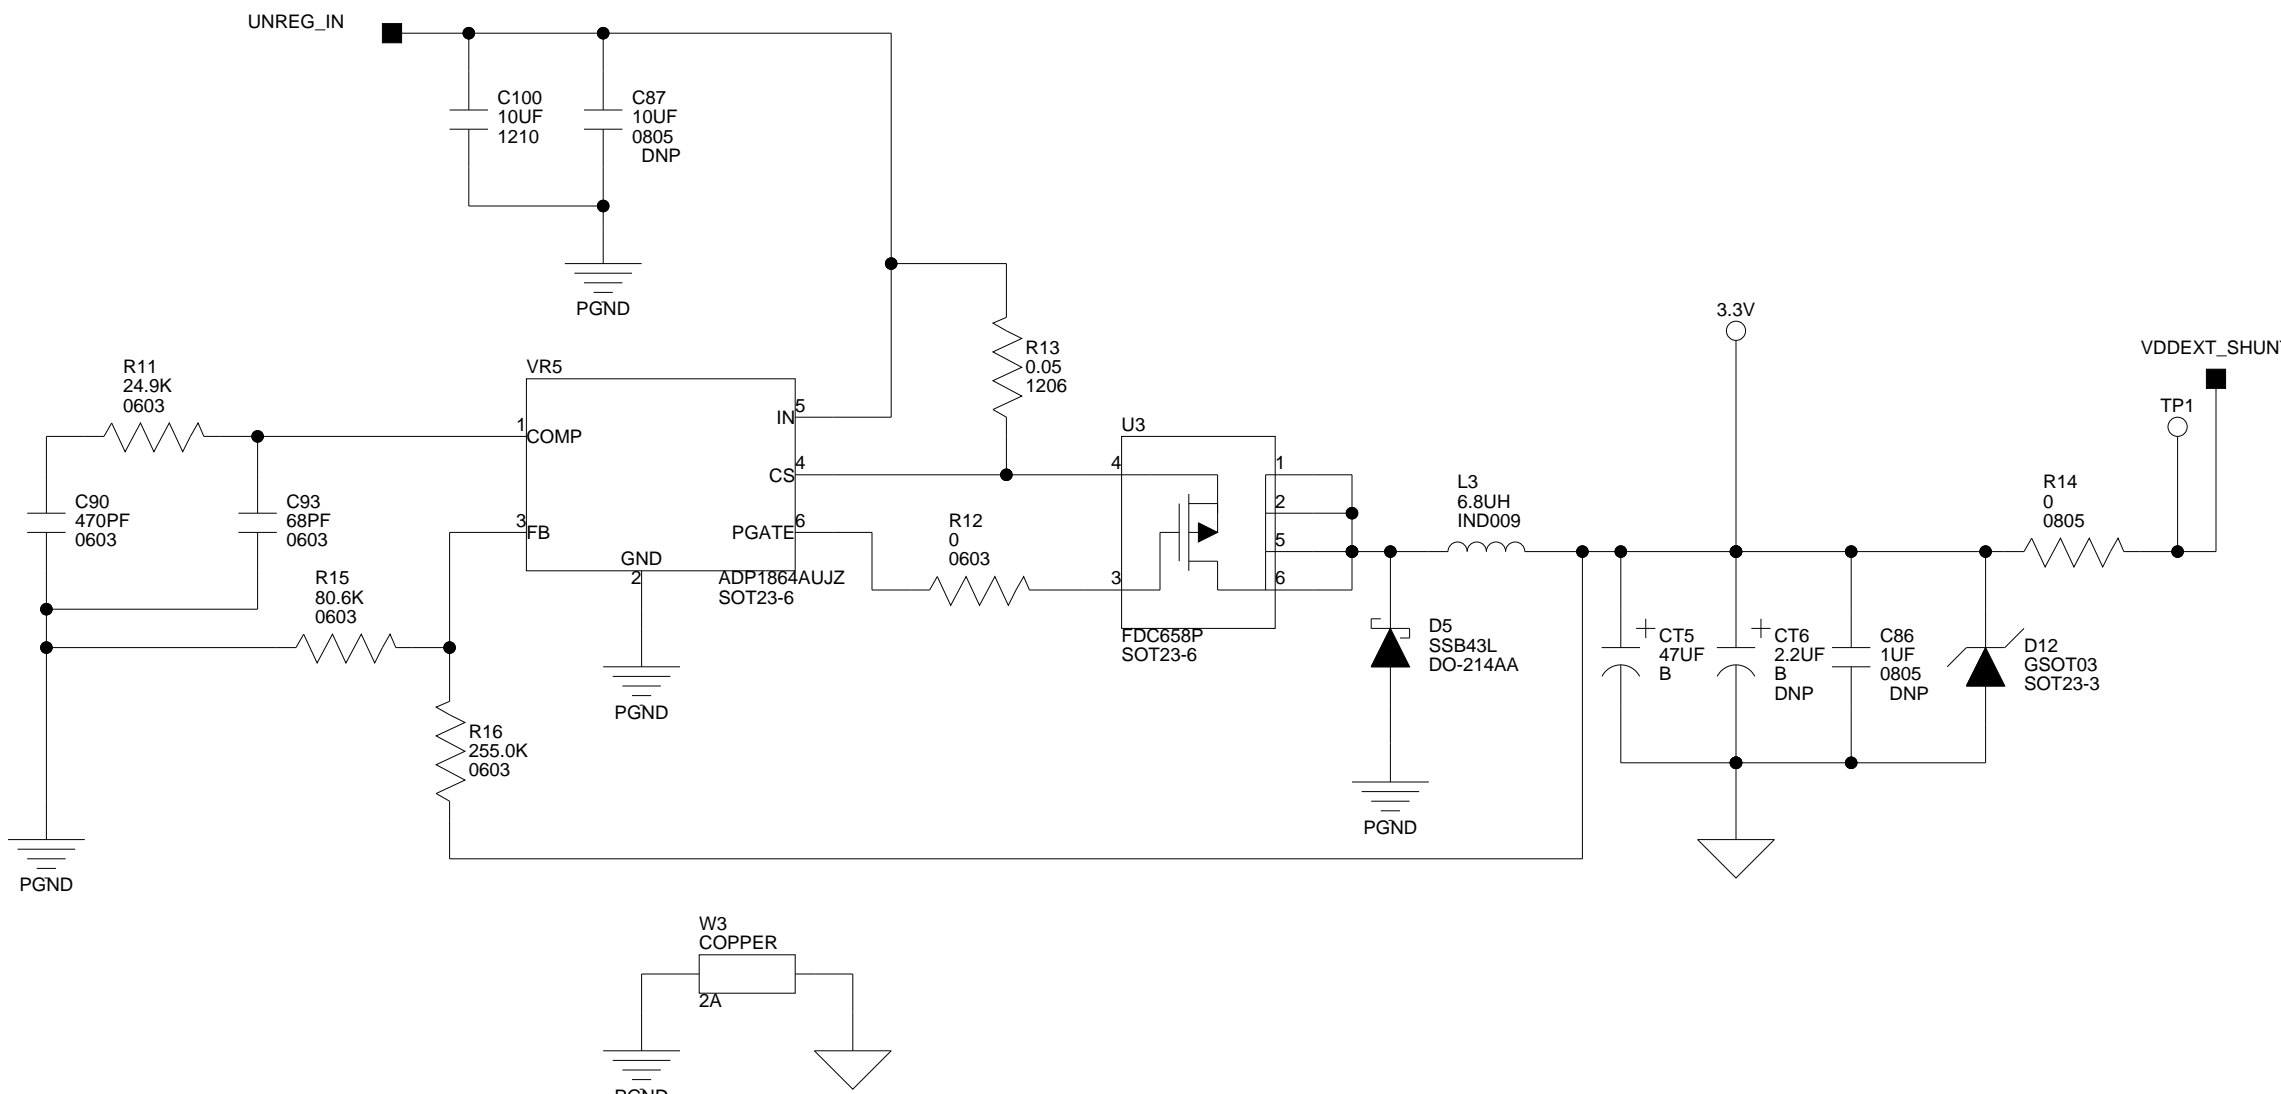 UNREG_IN
C100
10UF
1210
C87
10UF
0805
DNP
PGND
3.3V
VDDEXT_SHUN
TP1
R13
0.05
1206
R11
24.9K
0603
VR5
1
COMP
IN
5
CS
4
PGATE
6
3
FB
GND
2
ADP1864AUJZ
SOT23-6
PGND
C90
470PF
0603
C93
68PF
0603
R15
80.6K
0603
R16
255.0K
0603
PGND
R12
0
0603
U3
4
3
1
2
5
6
FDC658P
SOT23-6
L3
6.8UH
IND009
D5
SSB43L
DO-214AA
PGND
R14
0
0805
+
CT5
47UF
B
+
CT6
2.2UF
B
DNP
C86
1UF
0805
DNP
D12
GSOT03
SOT23-3
W3
COPPER
2A
PGND